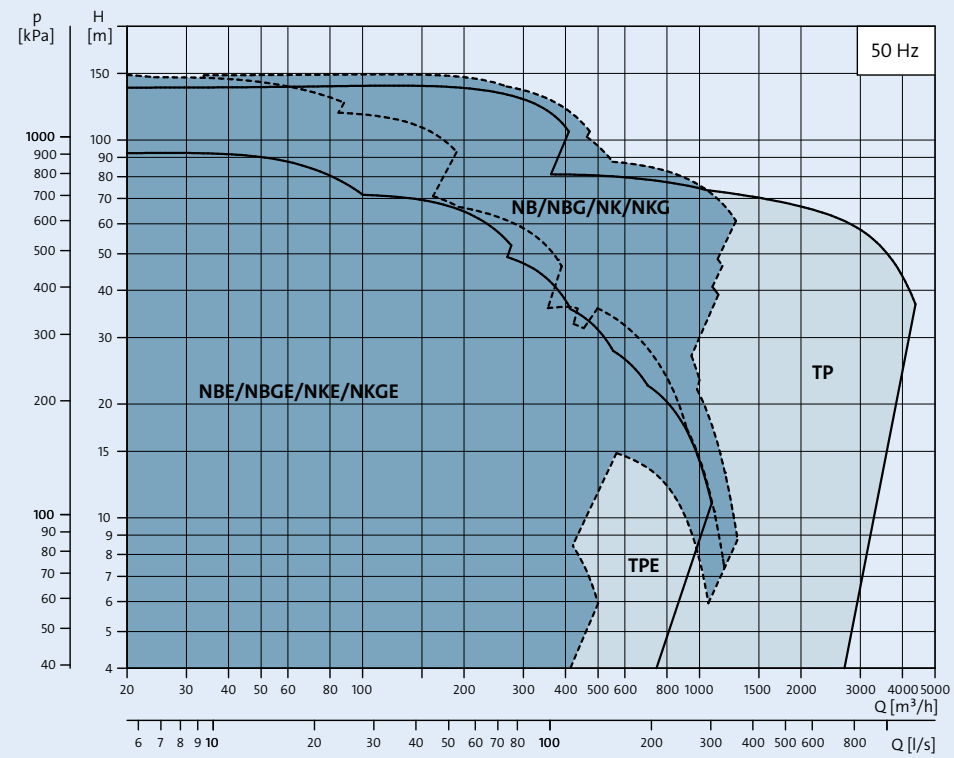 p
[kPa]
H
[m]
50 Hz
150
1000
100
900
90
800
80
700
70
NB/NBG/NK/NKG
600
60
500
50
400
40
300
30
TP
NBE/NBGE/NKE/NKGE
200
20
15
100
10
90
9
80
8
TPE
70
7
60
6
50
5
40
4
20 30 40 50 60 80 100 200 300 400 500 600 800 1000 1500 2000 3000 4000 5000
Q [m³/h]
6 7 8 9 10 20 30 40 50 60 70 80 100 200 300 400 500 600 800 Q [l/s]